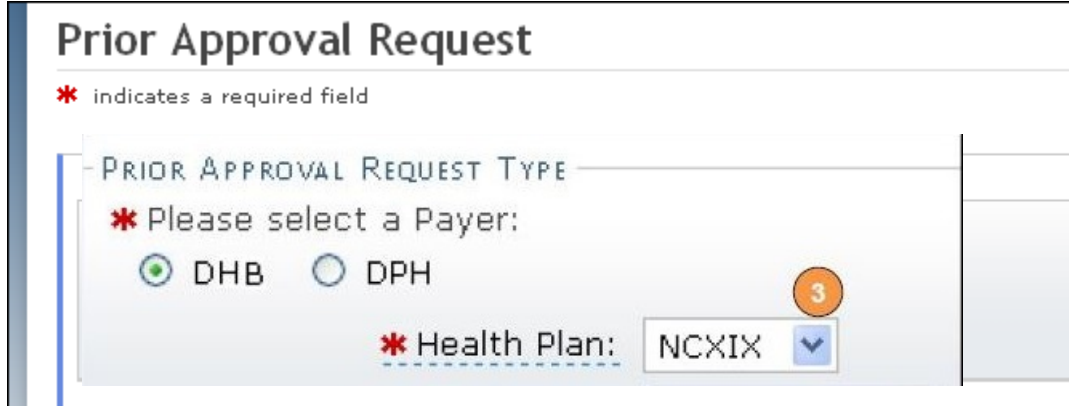 Prior Approval Request
* indicates a required field
PRIOR APPROVAL REQUEST TYPE
* Please select a Payer:
DHB DPH
3
* Health Plan: NCXIX